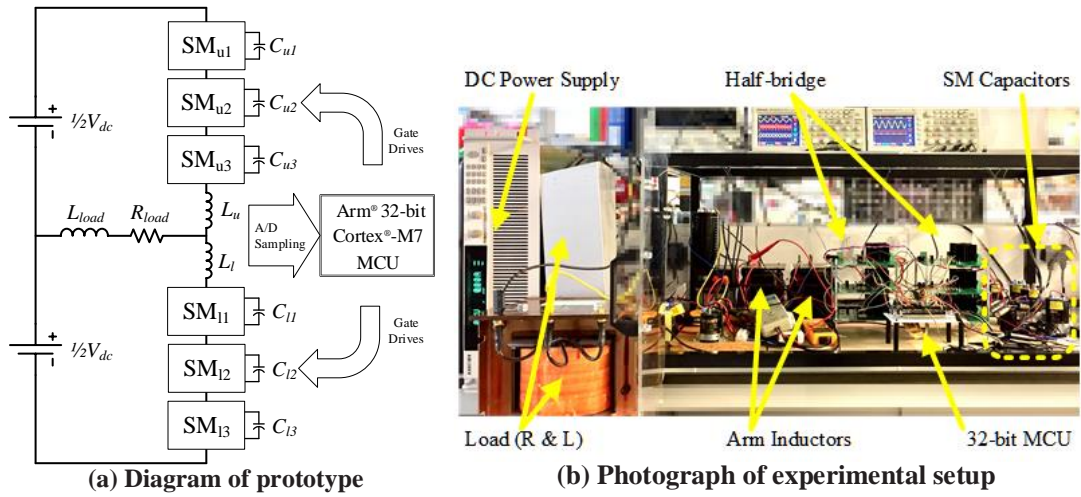 SMu1
Cu1
SMu2
Cu2
SMu3
Cu3
½Vdc
Gate
Drives
Lload
Rload
Lu
Ll
A/D
Sampling
Arm® 32-bit
Cortex®-M7
MCU
SMl1
Cl1
SMl2
Cl2
SMl3
Cl3
½Vdc
Gate
Drives
(a) Diagram of prototype
DC Power Supply
Half-bridge
SM Capacitors
Load (R & L)
Arm Inductors
32-bit MCU
(b) Photograph of experimental setup